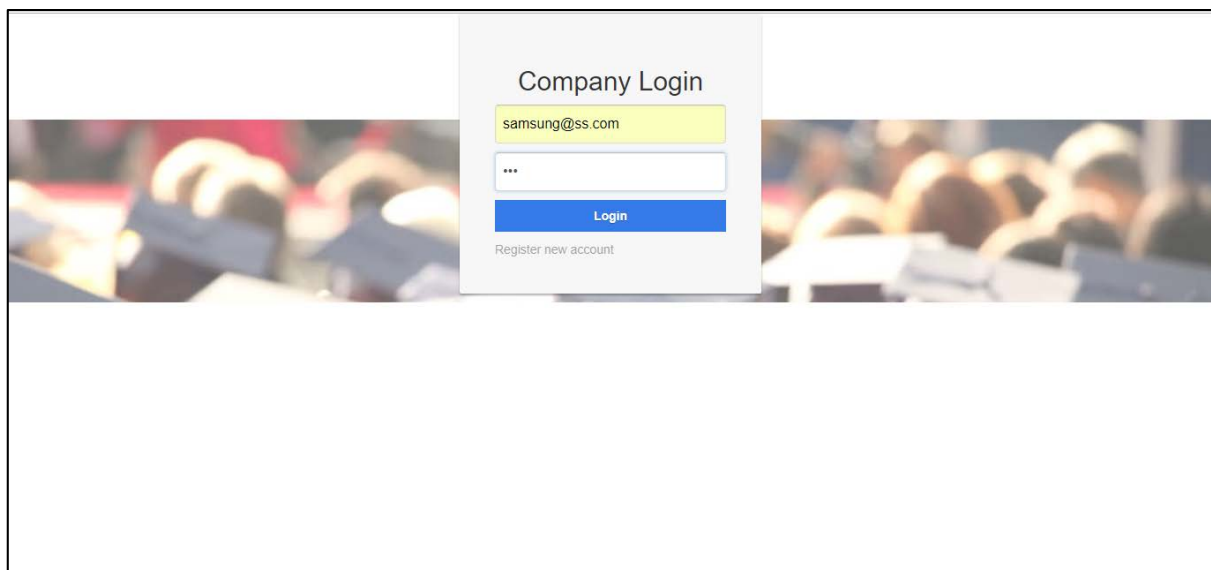 Company Login
samsung@ss.com
•••
Login
Register new account